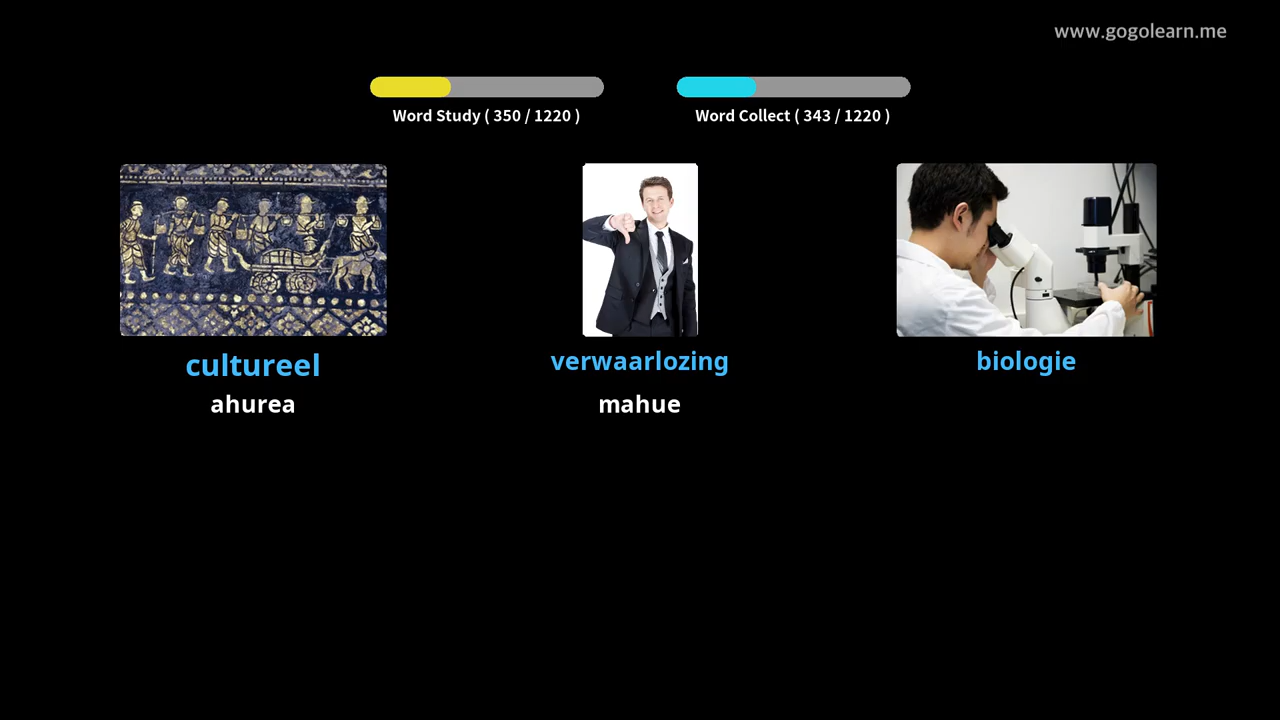 www.gogolearn.me
Word Study ( 350 / 1220 )
Word Collect ( 343 / 1220 )
cultureel
verwaarlozing
biologie
ahurea
mahue